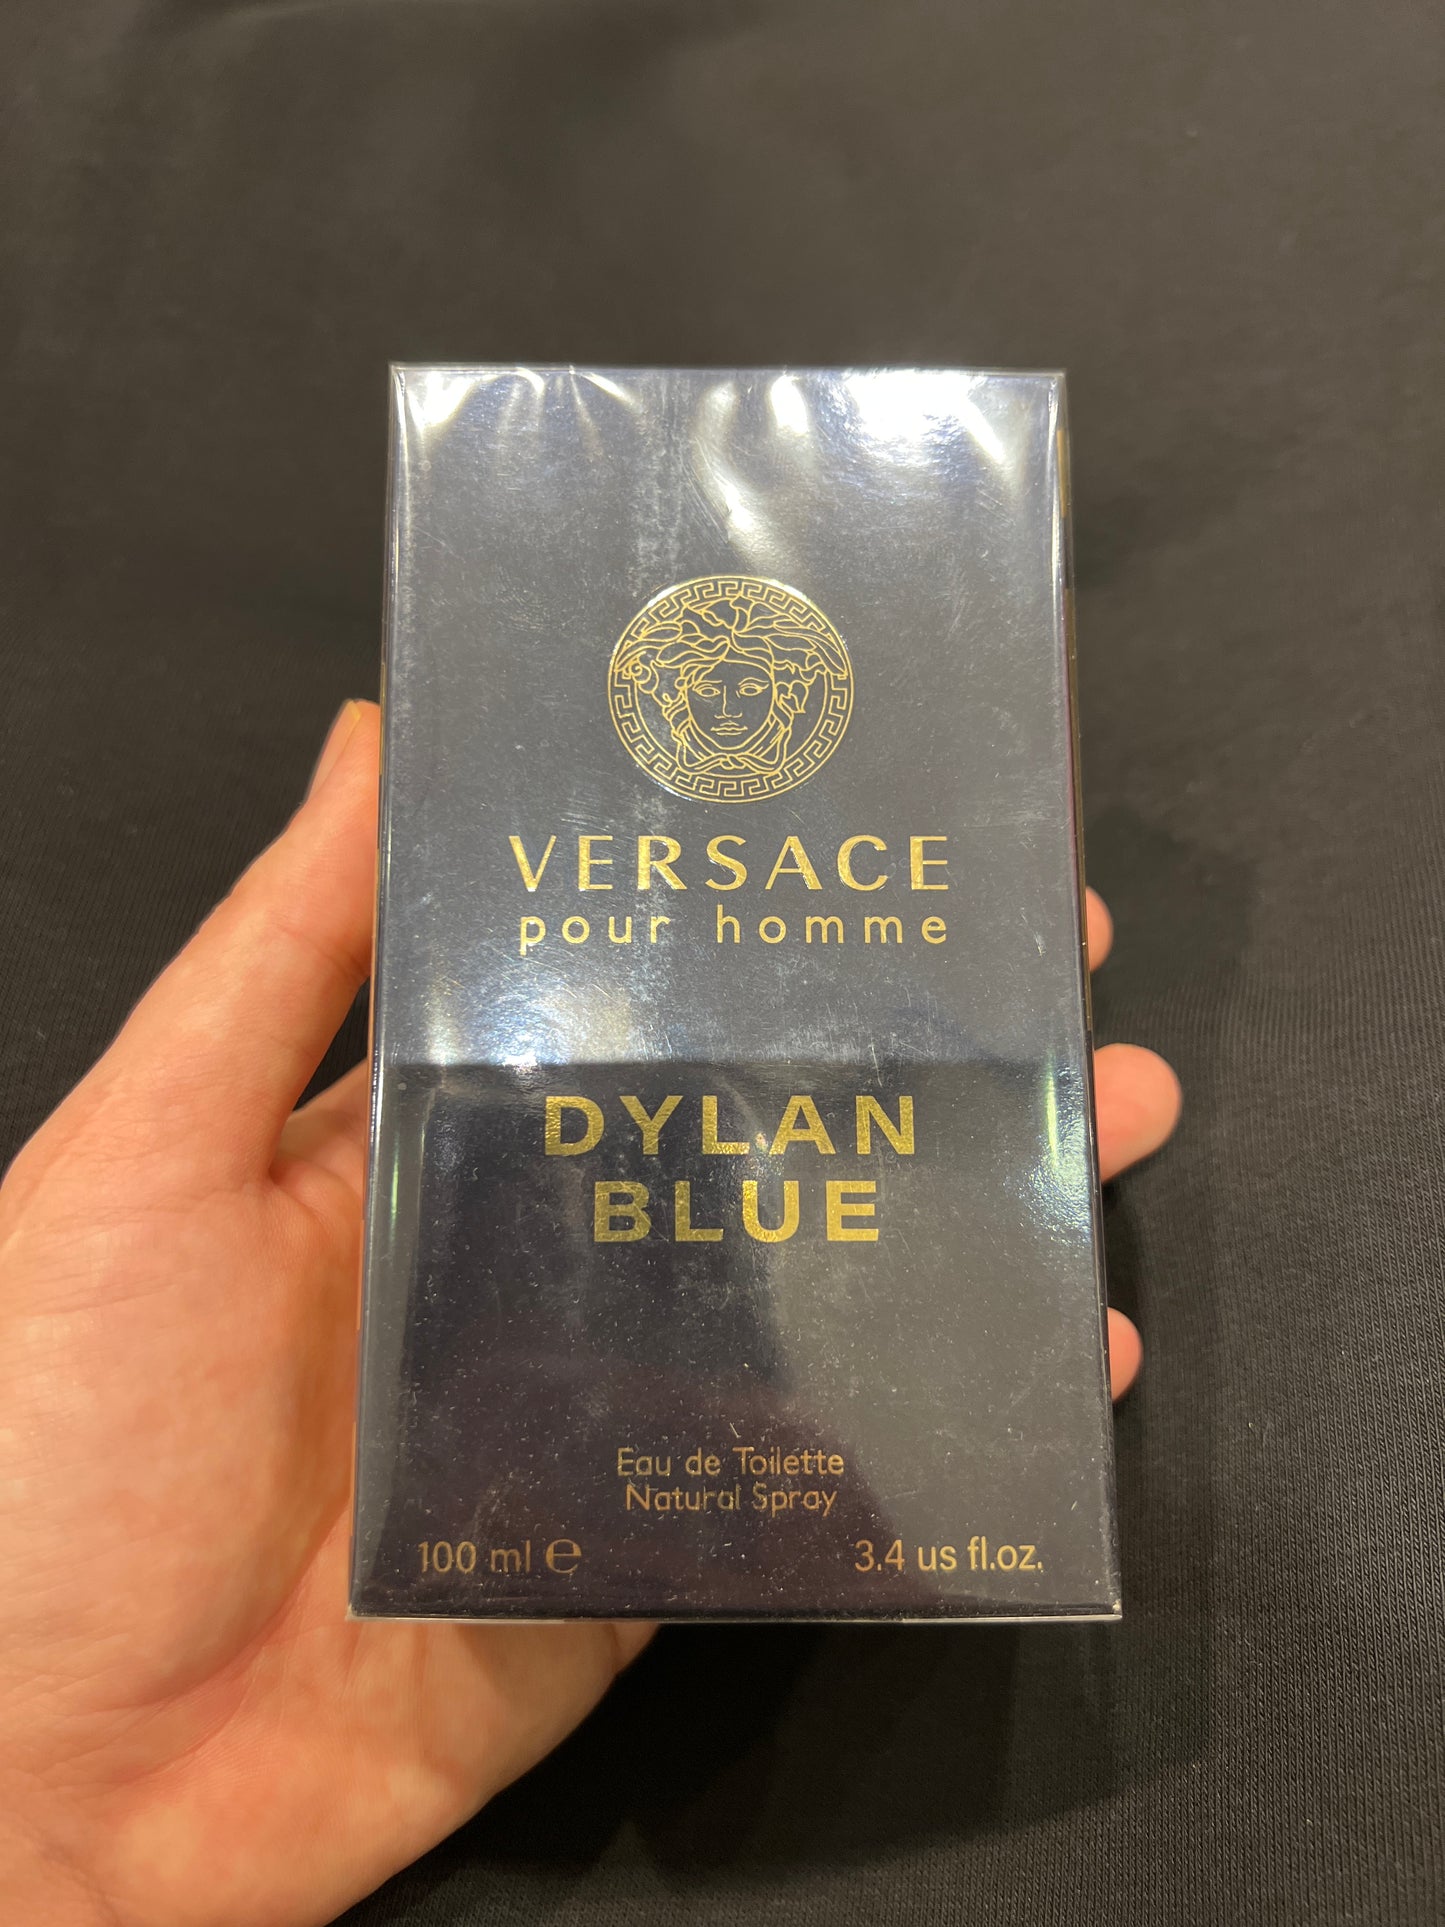 VERSACE
pour homme
DYLAN
BLUE
Eau de Toilette
Natural Spray
100 ml ℮ 3.4 us fl.oz.